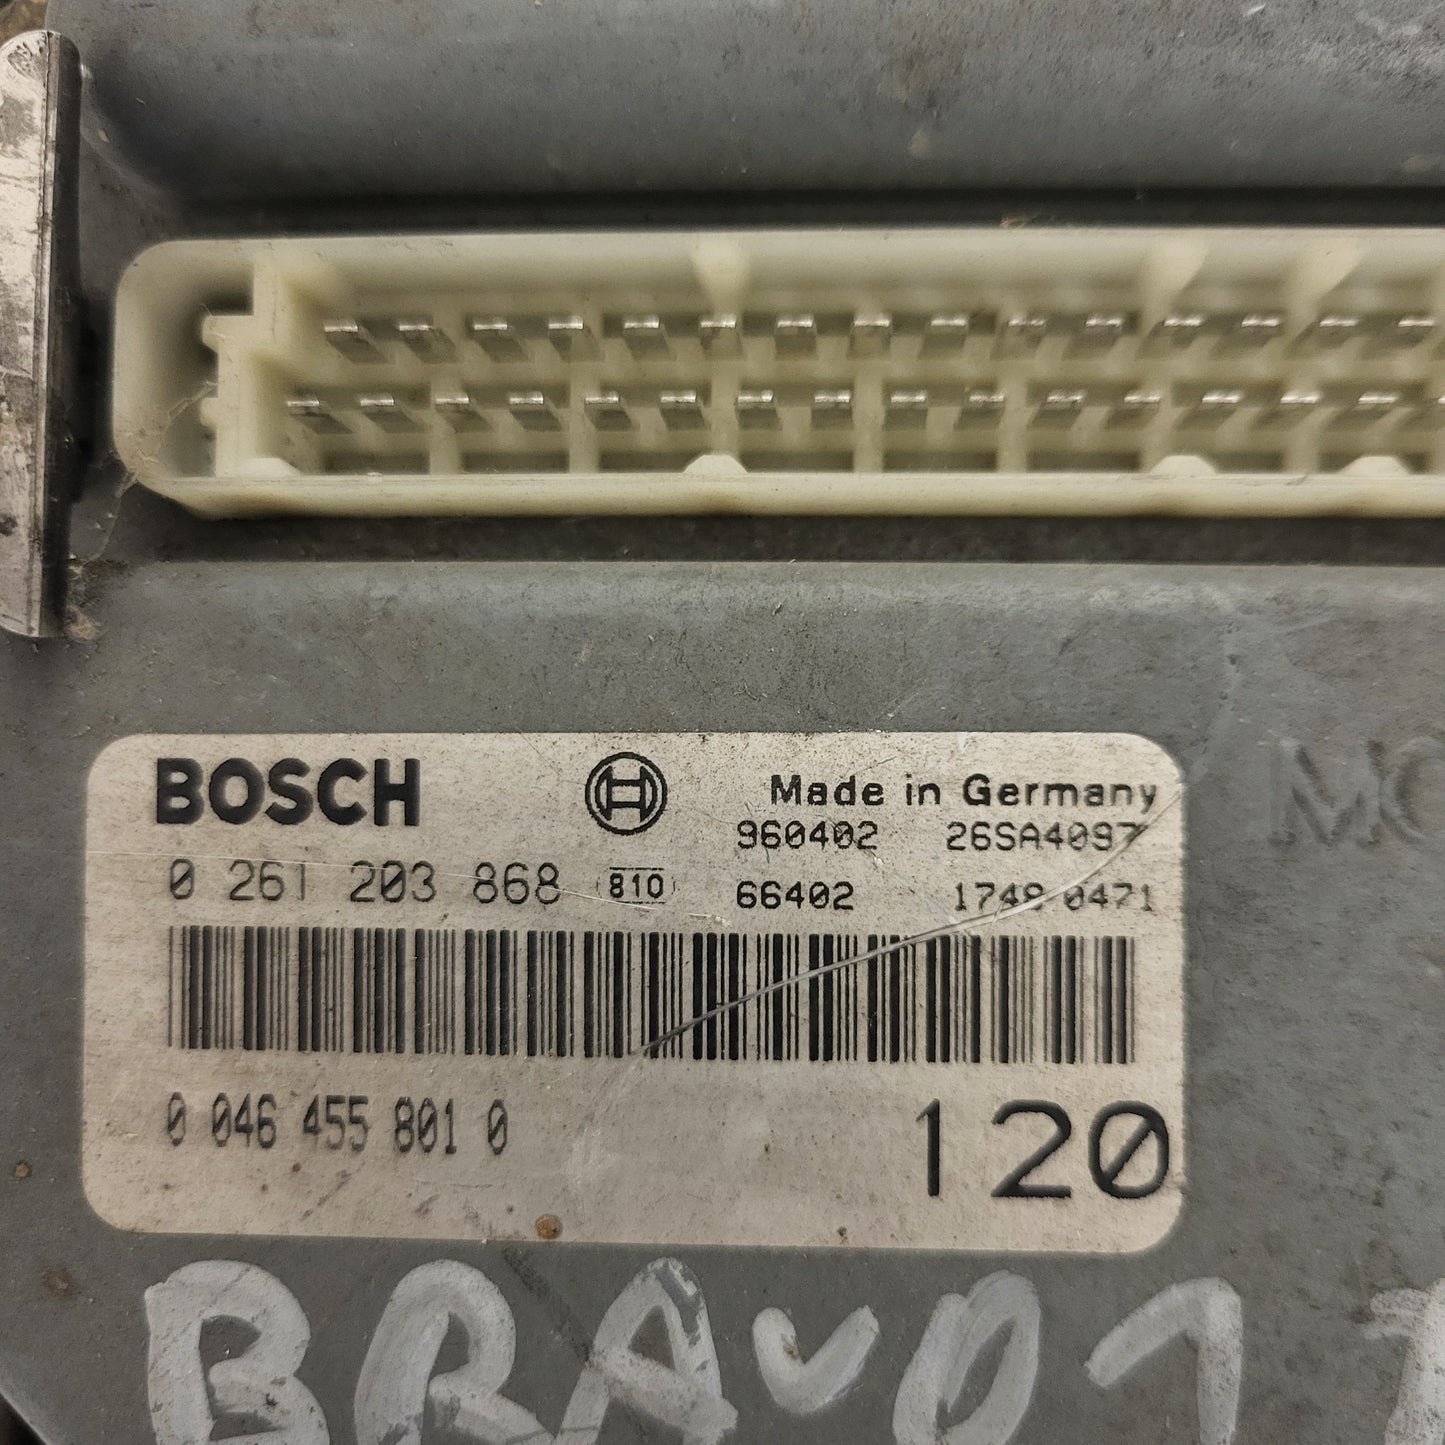 BOSCH
Made in Germany
960402 26SA4097
0 261 203 868 810 66402 1748 0471
0 046 455 801 0
120
BRAVO 1